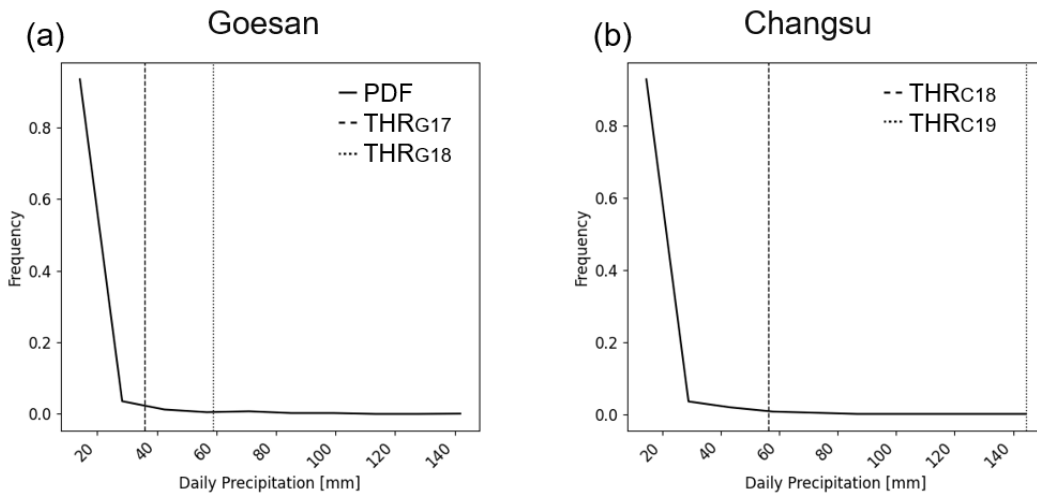 (a)
Goesan
PDF
THRG17
THRG18
0.8
0.6
0.4
0.2
0.0
Frequency
20
40
60
80
100
120
140
Daily Precipitation [mm]
(b)
Changsu
THRC18
THRC19
0.8
0.6
0.4
0.2
0.0
Frequency
20
40
60
80
100
120
140
Daily Precipitation [mm]